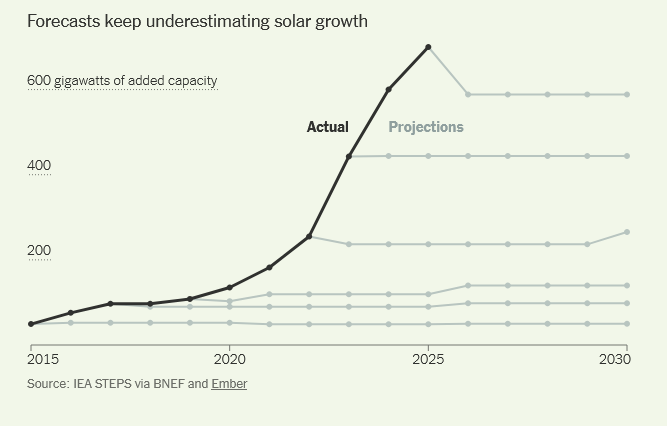 Forecasts keep underestimating solar growth
600 gigawatts of added capacity
Actual Projections
400
200
2015 2020 2025 2030
Source: IEA STEPS via BNEF and Ember